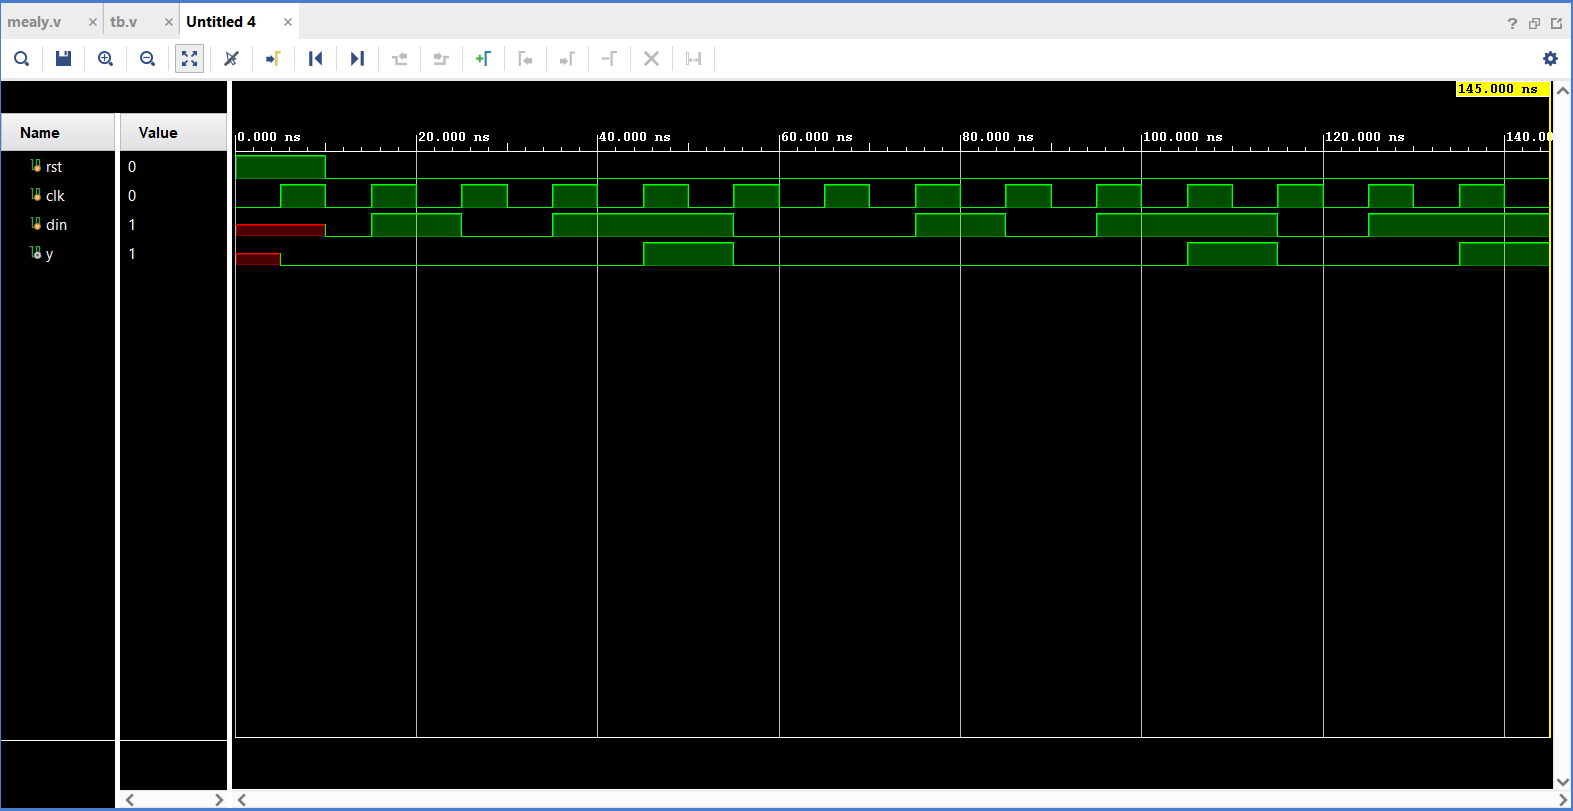 mealy.v × tb.v × Untitled 4 ×
?
145.000 ns
Name Value
0.000 ns 20.000 ns 40.000 ns 60.000 ns 80.000 ns 100.000 ns 120.000 ns 140.00
rst 0
clk 0
din 1
y 1